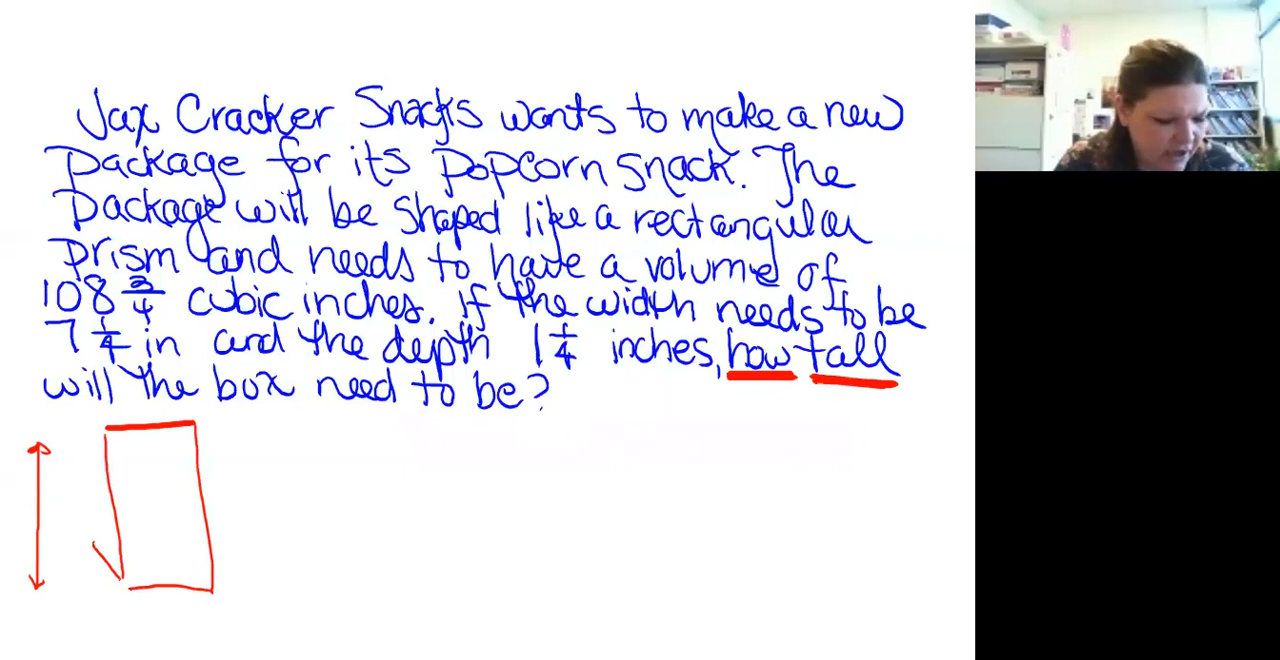 Jax Cracker Snacks wants to make a new
package for its popcorn snack. The
package will be shaped like a rectangular
prism and needs to have a volume of
108 3/4 cubic inches. If the width needs to be
7 1/4 in and the depth 1 1/4 inches, how tall
will the box need to be?